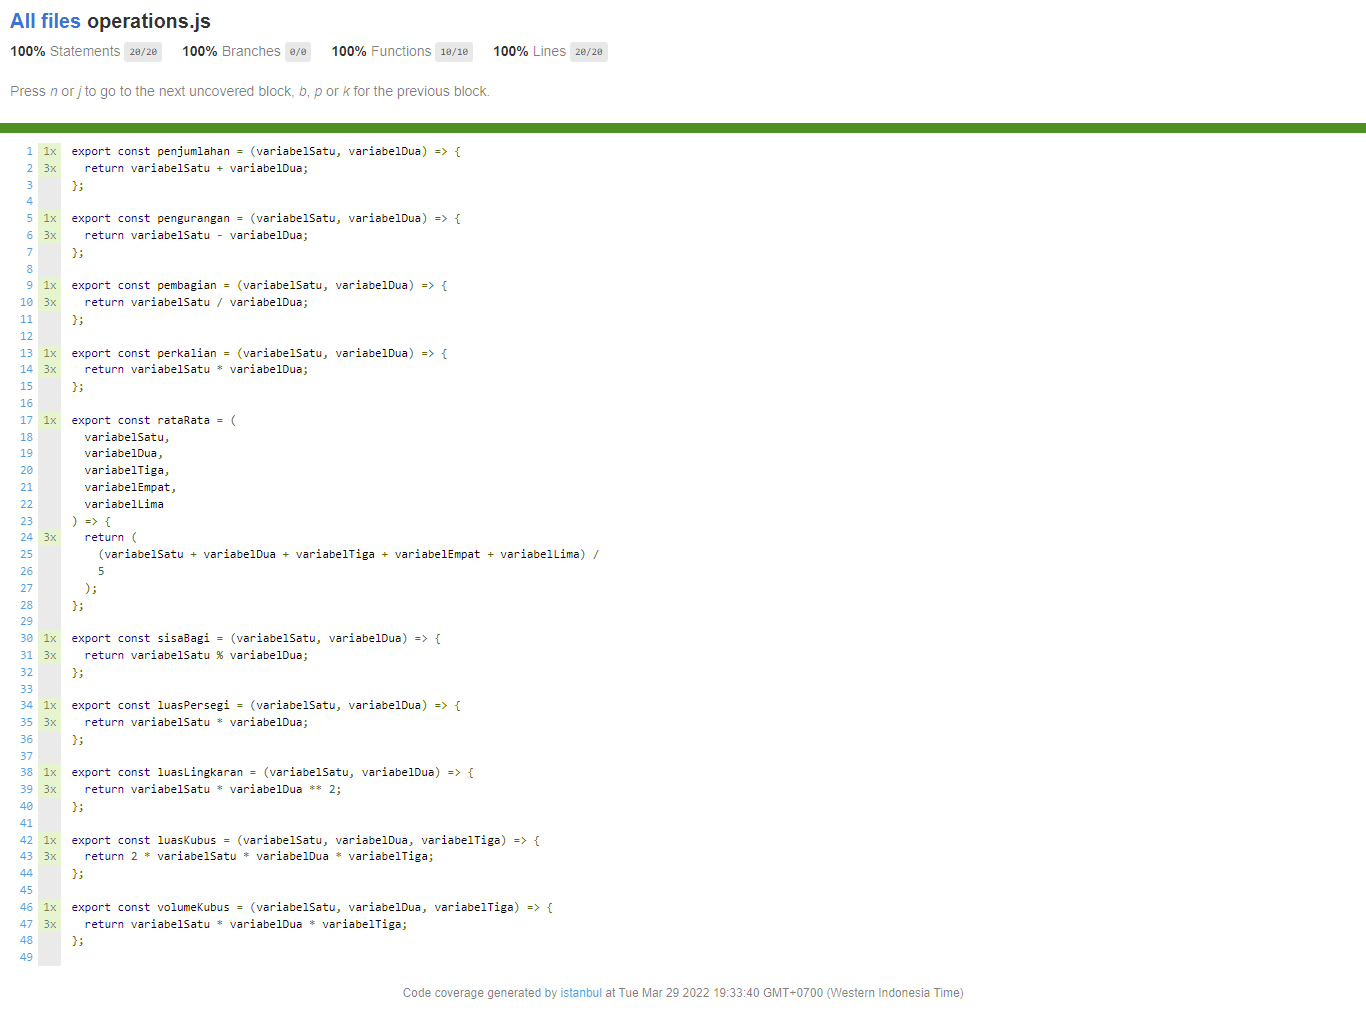 All files operations.js
100% Statements 20/20 100% Branches 0/0 100% Functions 10/10 100% Lines 20/20
Press n or j to go to the next uncovered block, b, p or k for the previous block.
1 1x export const penjumlahan = (variabelSatu, variabelDua) => {
2 3x return variabelSatu + variabelDua;
3 };
4
5 1x export const pengurangan = (variabelSatu, variabelDua) => {
6 3x return variabelSatu - variabelDua;
7 };
8
9 1x export const pembagian = (variabelSatu, variabelDua) => {
10 3x return variabelSatu / variabelDua;
11 };
12
13 1x export const perkalian = (variabelSatu, variabelDua) => {
14 3x return variabelSatu * variabelDua;
15 };
16
17 1x export const rataRata = (
18 variabelSatu,
19 variabelDua,
20 variabelTiga,
21 variabelEmpat,
22 variabelLima
23 ) => {
24 3x return (
25 (variabelSatu + variabelDua + variabelTiga + variabelEmpat + variabelLima) /
26 5
27 );
28 };
29
30 1x export const sisaBagi = (variabelSatu, variabelDua) => {
31 3x return variabelSatu % variabelDua;
32 };
33
34 1x export const luasPersegi = (variabelSatu, variabelDua) => {
35 3x return variabelSatu * variabelDua;
36 };
37
38 1x export const luasLingkaran = (variabelSatu, variabelDua) => {
39 3x return variabelSatu * variabelDua ** 2;
40 };
41
42 1x export const luasKubus = (variabelSatu, variabelDua, variabelTiga) => {
43 3x return 2 * variabelSatu * variabelDua * variabelTiga;
44 };
45
46 1x export const volumeKubus = (variabelSatu, variabelDua, variabelTiga) => {
47 3x return variabelSatu * variabelDua * variabelTiga;
48 };
49
Code coverage generated by istanbul at Tue Mar 29 2022 19:33:40 GMT+0700 (Western Indonesia Time)